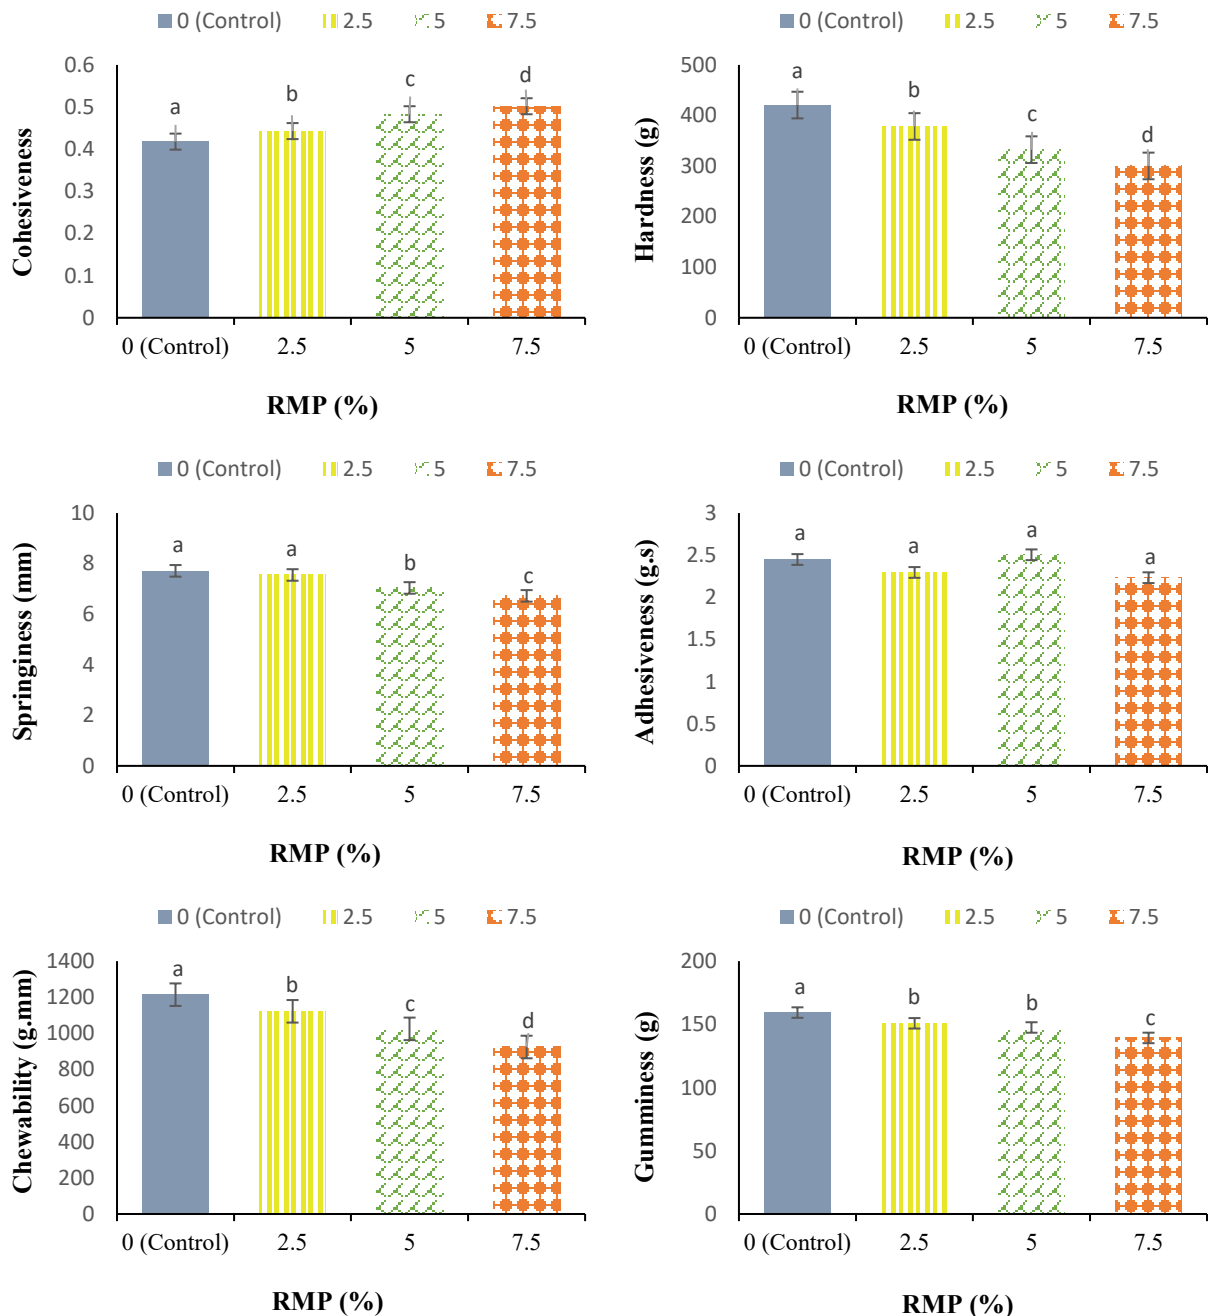 0 (Control) 2.5 5 7.5
0.6
0.5
0.4
0.3
0.2
0.1
0
Cohesiveness
a b c d
0 (Control) 2.5 5 7.5
RMP (%)
0 (Control) 2.5 5 7.5
500
400
300
200
100
0
Hardness (g)
a b c d
0 (Control) 2.5 5 7.5
RMP (%)
0 (Control) 2.5 5 7.5
10
8
6
4
2
0
Springiness (mm)
a a b c
0 (Control) 2.5 5 7.5
RMP (%)
0 (Control) 2.5 5 7.5
3
2.5
2
1.5
1
0.5
0
Adhesiveness (g.s)
a a a a
0 (Control) 2.5 5 7.5
RMP (%)
0 (Control) 2.5 5 7.5
1400
1200
1000
800
600
400
200
0
Chewability (g.mm)
a b c d
0 (Control) 2.5 5 7.5
RMP (%)
0 (Control) 2.5 5 7.5
200
150
100
50
0
Gumminess (g)
a b b c
0 (Control) 2.5 5 7.5
RMP (%)